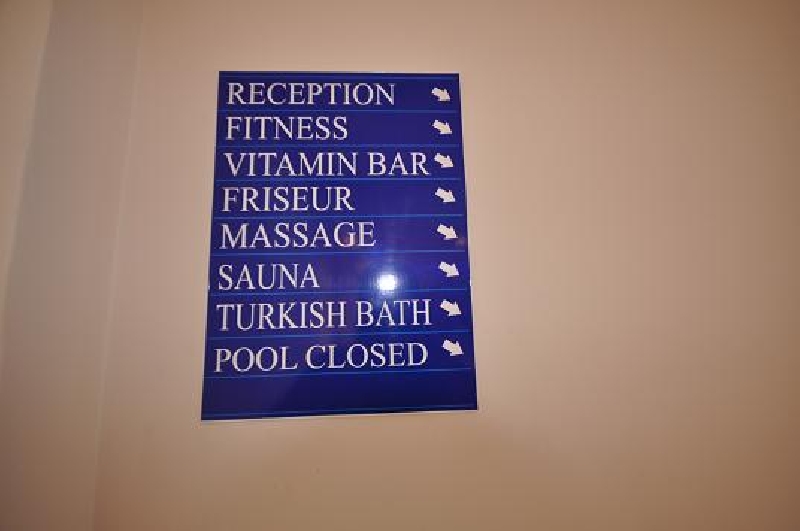 RECEPTION
FITNESS
VITAMIN BAR
FRISEUR
MASSAGE
SAUNA
TURKISH BATH
POOL CLOSED